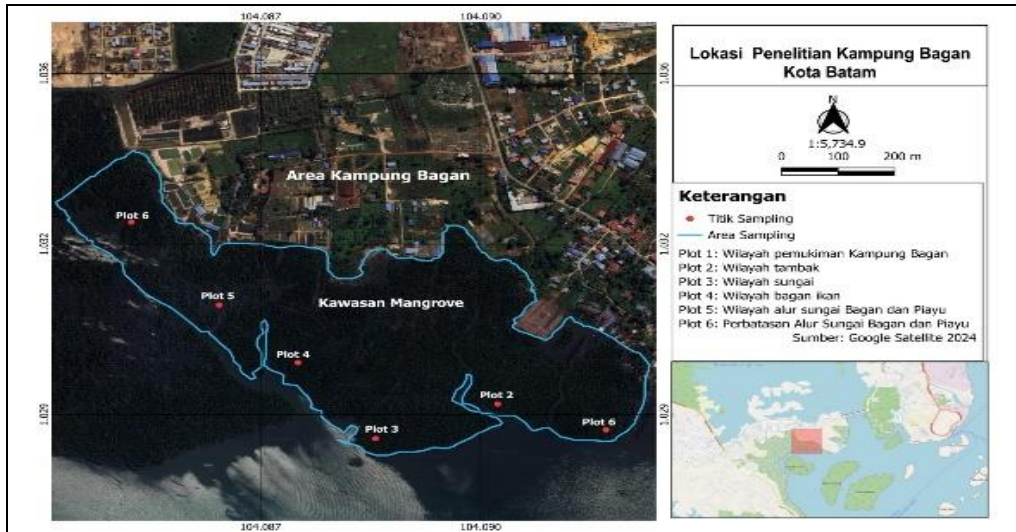 104.087
104.090
1.036
1.036
Area Kampung Bagan
Plot 6
1.032
1.032
Plot 5
Kawasan Mangrove
Plot 4
Plot 2
1.029
1.029
Plot 3
Plot 6
104.087
104.090
Lokasi Penelitian Kampung Bagan
Kota Batam
N
1:5,734.9
0 100 200 m
Keterangan
Titik Sampling
Area Sampling
Plot 1: Wilayah pemukiman Kampung Bagan
Plot 2: Wilayah tambak
Plot 3: Wilayah sungai
Plot 4: Wilayah bagan ikan
Plot 5: Wilayah alur sungai Bagan dan Piayu
Plot 6: Perbatasan Alur Sungai Bagan dan Piayu
Sumber: Google Satellite 2024